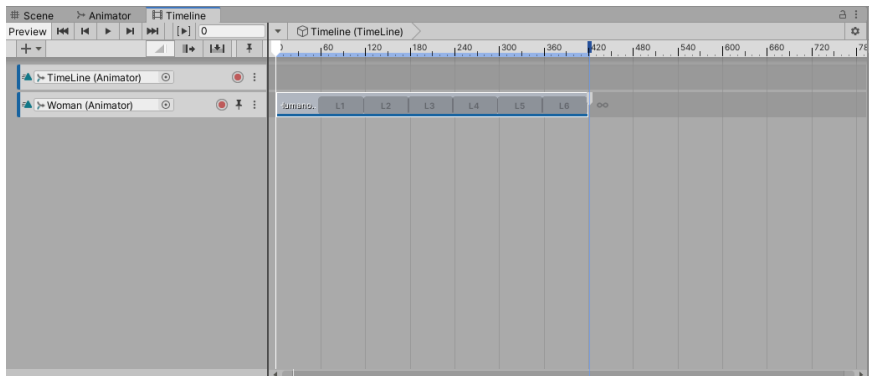 Scene Animator Timeline
Preview 0 Timeline (TimeLine)
60 120 180 240 300 360 420 480 540 600 660 720 78
TimeLine (Animator)
Woman (Animator) L1 L2 L3 L4 L5 L6 ∞